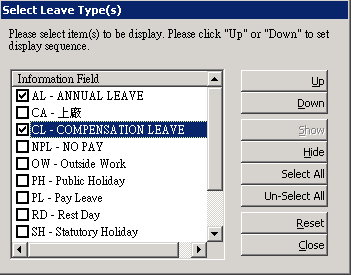 Select Leave Type(s)
Please select item(s) to be display. Please click "Up" or "Down" to set
display sequence.
Information Field
AL - ANNUAL LEAVE
CA - 上廠
CL - COMPENSATION LEAVE
NPL - NO PAY
OW - Outside Work
PH - Public Holiday
PL - Pay Leave
RD - Rest Day
SH - Statutory Holiday
Up
Down
Show
Hide
Select All
Un-Select All
Reset
Close